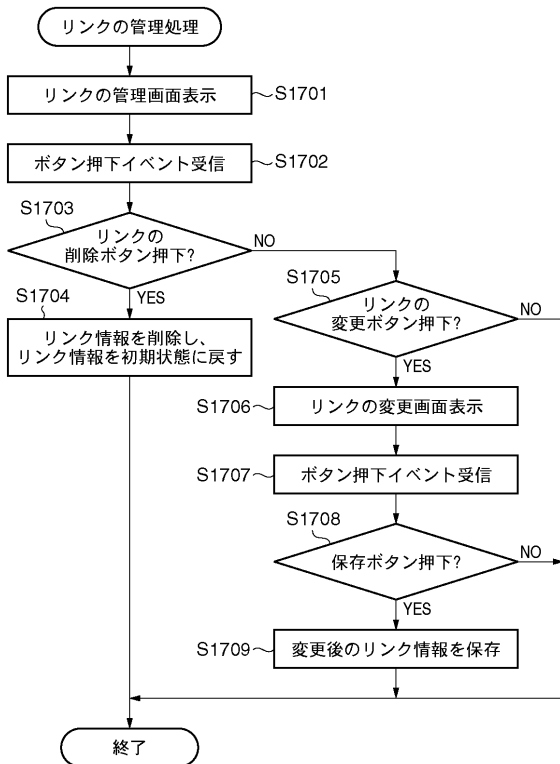 リンクの管理処理
リンクの管理画面表示
S1701
ボタン押下イベント受信
S1702
S1703
リンクの
削除ボタン押下?
NO
YES
S1704
リンク情報を削除し、
リンク情報を初期状態に戻す
S1705
リンクの
変更ボタン押下?
NO
YES
S1706
リンクの変更画面表示
S1707
ボタン押下イベント受信
S1708
保存ボタン押下?
NO
YES
S1709
変更後のリンク情報を保存
終了